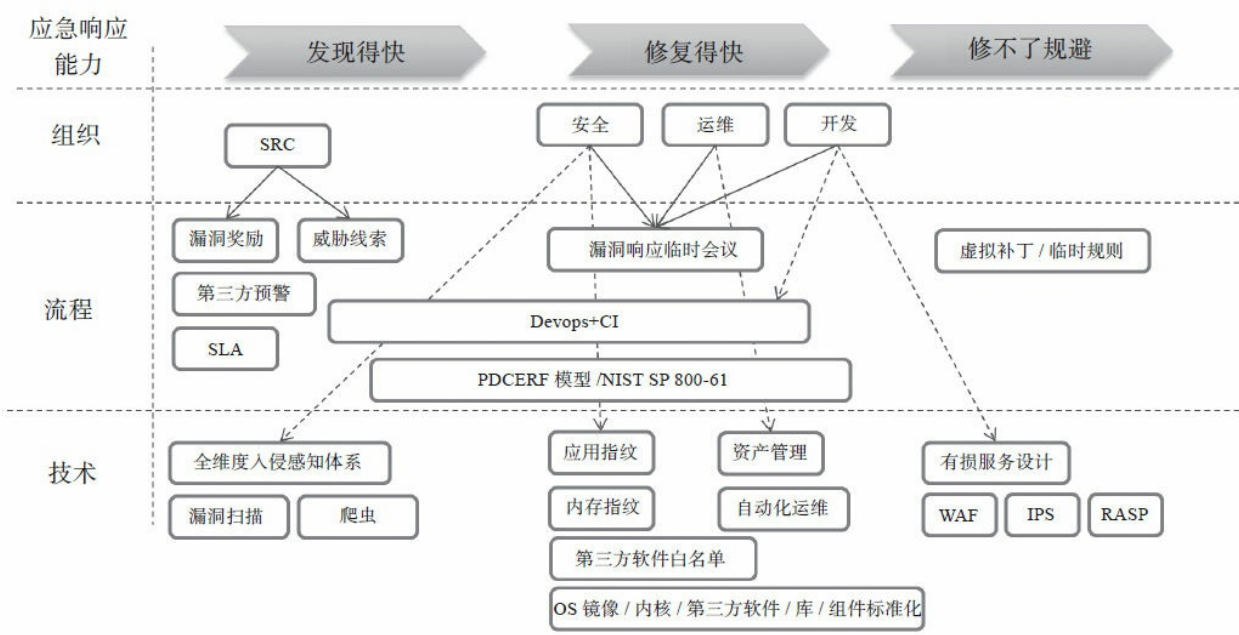 应急响应
能力
发现得快
修复得快
修不了规避
组织
SRC
安全
运维
开发
流程
漏洞奖励
威胁线索
漏洞响应临时会议
虚拟补丁 / 临时规则
第三方预警
Devops+CI
SLA
PDCERF 模型 /NIST SP 800-61
技术
全维度入侵感知体系
应用指纹
资产管理
有损服务设计
漏洞扫描
爬虫
内存指纹
自动化运维
WAF
IPS
RASP
第三方软件白名单
OS 镜像 / 内核 / 第三方软件 / 库 / 组件标准化